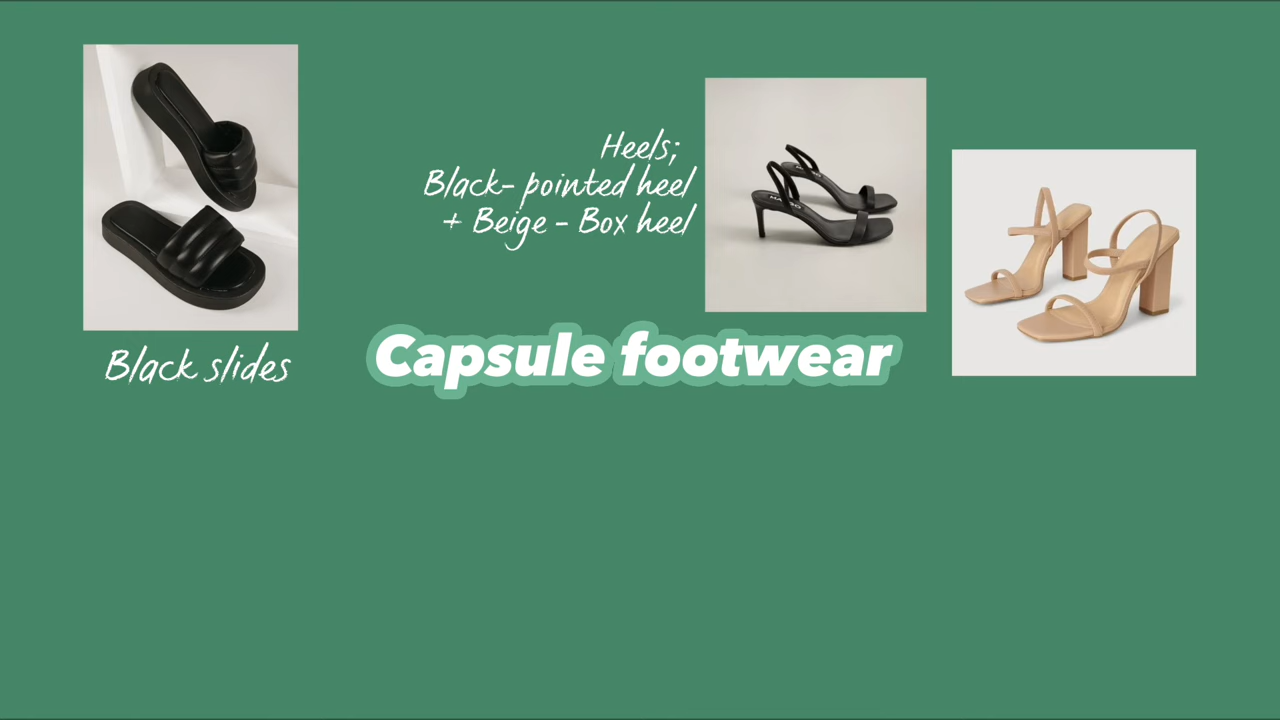 Heels;
Black- pointed heel
+ Beige - Box heel
Black slides
Capsule footwear